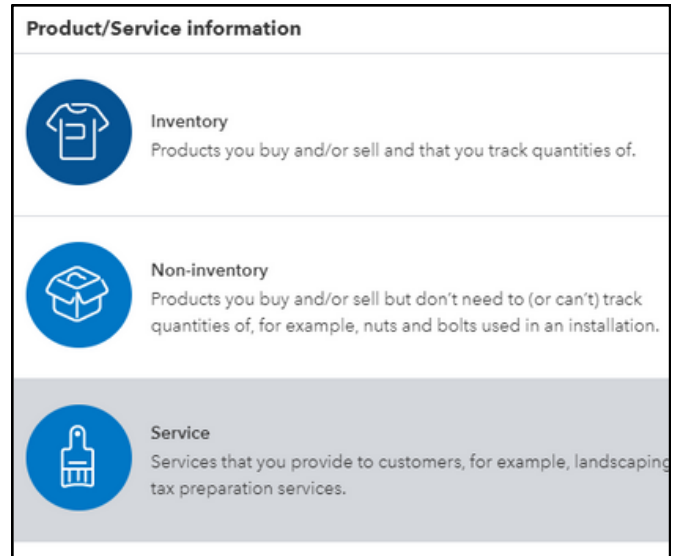 Product/Service information
Inventory
Products you buy and/or sell and that you track quantities of.
Non-inventory
Products you buy and/or sell but don't need to (or can't) track
quantities of, for example, nuts and bolts used in an installation.
Service
Services that you provide to customers, for example, landscaping
tax preparation services.